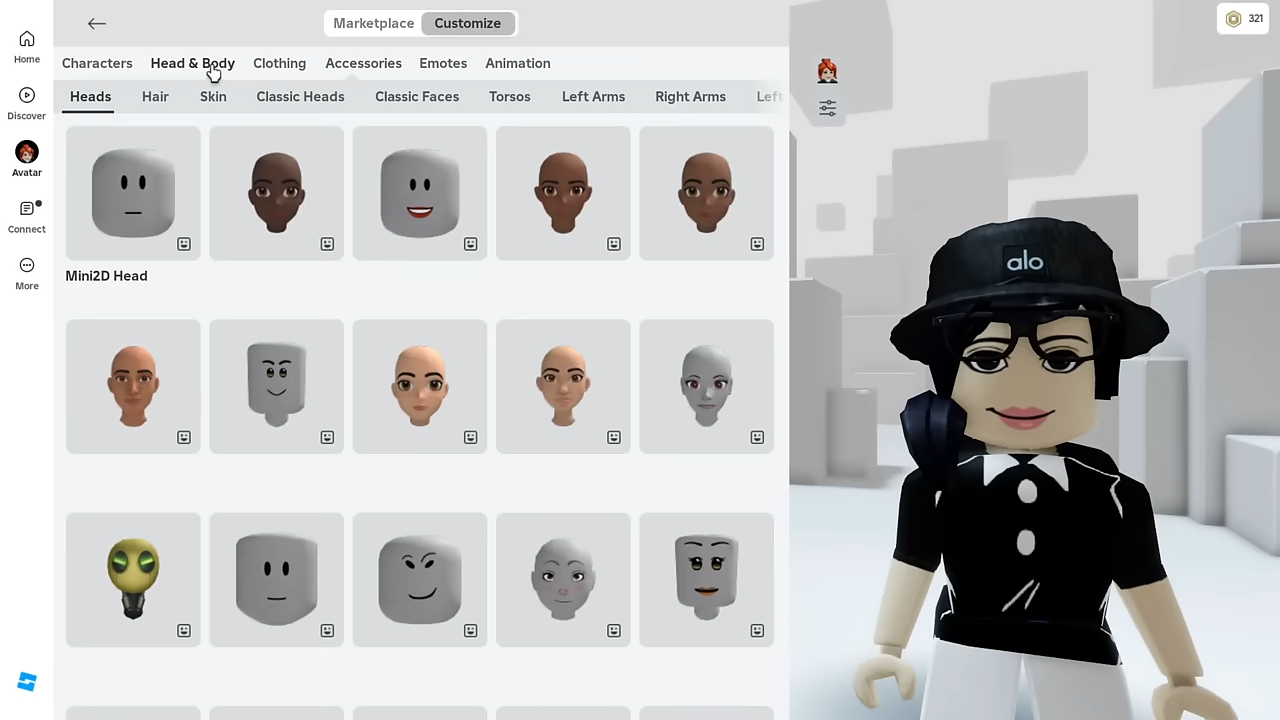 Marketplace
Customize
321
Home
Discover
Avatar
Connect
More
Characters
Head & Body
Clothing
Accessories
Emotes
Animation
Heads
Hair
Skin
Classic Heads
Classic Faces
Torsos
Left Arms
Right Arms
Left
Mini2D Head
alo